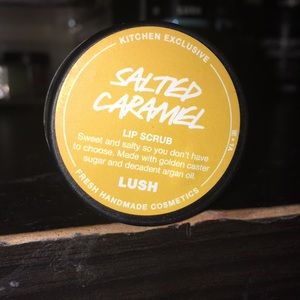 KITCHEN EXCLUSIVE
SALTED
CARAMEL
LIP SCRUB
Sweet and salty so you don't have
to choose. Made with golden caster
sugar and decadent argan oil.
LUSH
FRESH HANDMADE COSMETICS